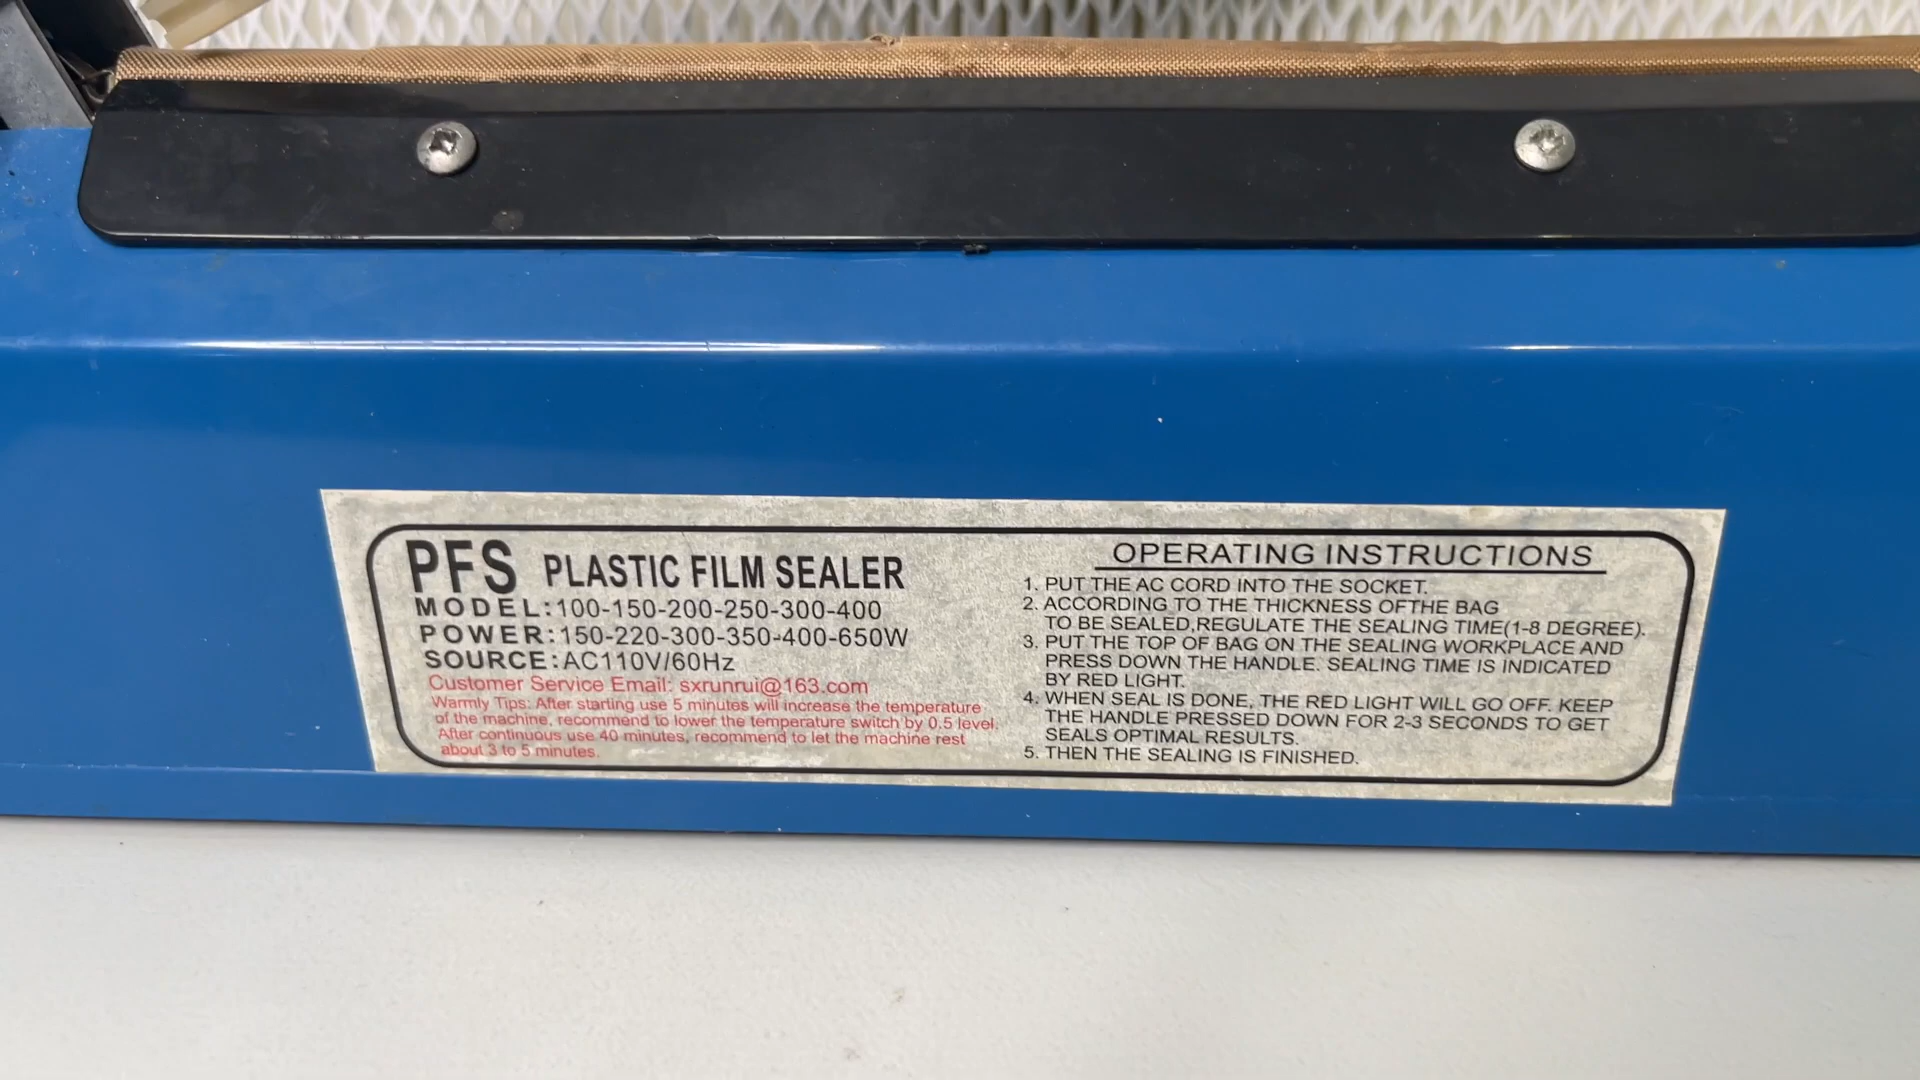 PFS PLASTIC FILM SEALER
MODEL:100-150-200-250-300-400
POWER:150-220-300-350-400-650W
SOURCE:AC110V/60Hz
Customer Service Email: sxrunrui@163.com
Warmly Tips: After starting use 5 minutes will increase the temperature
of the machine, recommend to lower the temperature switch by 0.5 level.
After continuous use 40 minutes, recommend to let the machine rest
about 3 to 5 minutes.
OPERATING INSTRUCTIONS
1. PUT THE AC CORD INTO THE SOCKET.
2. ACCORDING TO THE THICKNESS OFTHE BAG
TO BE SEALED,REGULATE THE SEALING TIME(1-8 DEGREE).
3. PUT THE TOP OF BAG ON THE SEALING WORKPLACE AND
PRESS DOWN THE HANDLE. SEALING TIME IS INDICATED
BY RED LIGHT.
4. WHEN SEAL IS DONE, THE RED LIGHT WILL GO OFF. KEEP
THE HANDLE PRESSED DOWN FOR 2-3 SECONDS TO GET
SEALS OPTIMAL RESULTS.
5. THEN THE SEALING IS FINISHED.